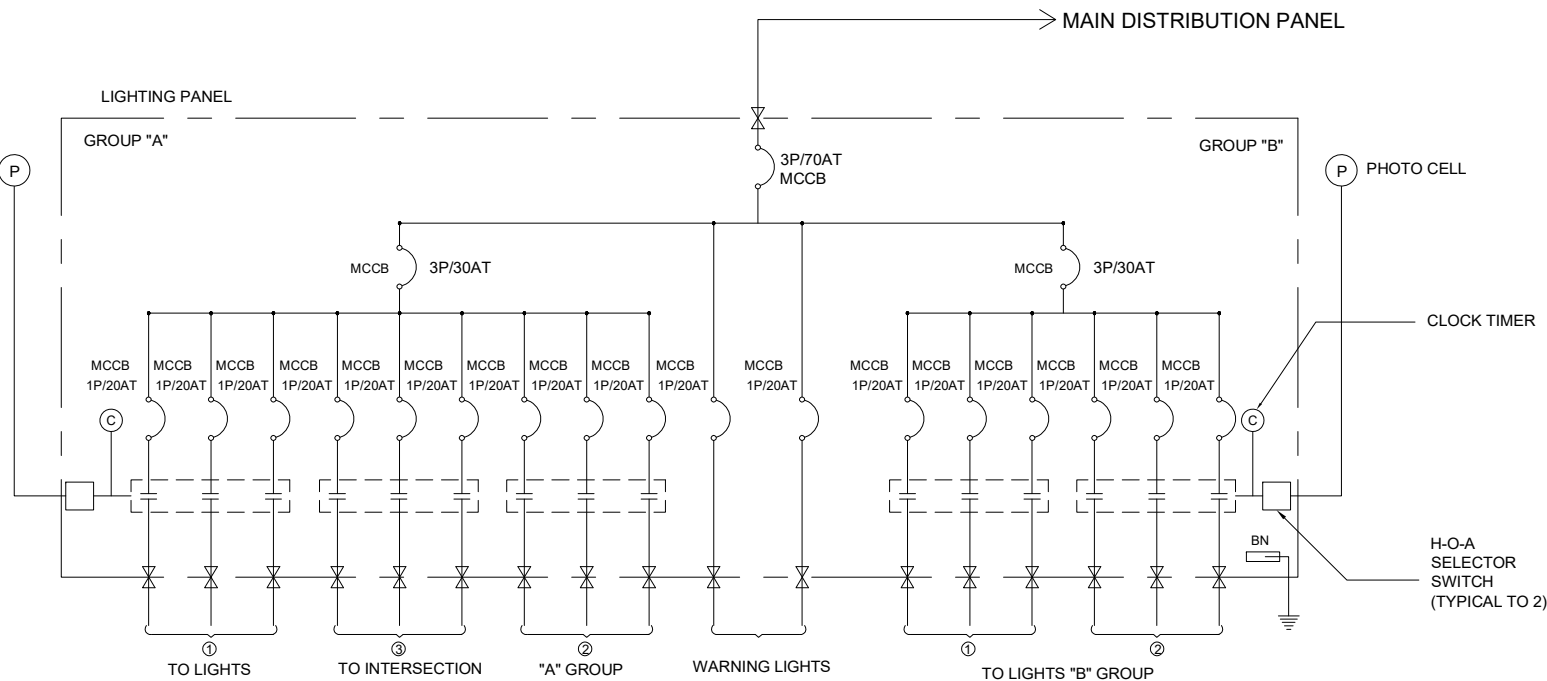 MAIN DISTRIBUTION PANEL
LIGHTING PANEL
GROUP "A"
GROUP "B"
P
3P/70AT
MCCB
P
PHOTO CELL
MCCB
3P/30AT
MCCB
3P/30AT
CLOCK TIMER
MCCB MCCB MCCB MCCB MCCB MCCB MCCB MCCB MCCB MCCB MCCB MCCB MCCB MCCB MCCB MCCB MCCB
1P/20AT 1P/20AT 1P/20AT 1P/20AT 1P/20AT 1P/20AT 1P/20AT 1P/20AT 1P/20AT 1P/20AT 1P/20AT 1P/20AT 1P/20AT 1P/20AT 1P/20AT 1P/20AT 1P/20AT
C
C
BN
H-O-A
SELECTOR
SWITCH
(TYPICAL TO 2)
①
③
②
①
②
TO LIGHTS
TO INTERSECTION
"A" GROUP
WARNING LIGHTS
TO LIGHTS "B" GROUP